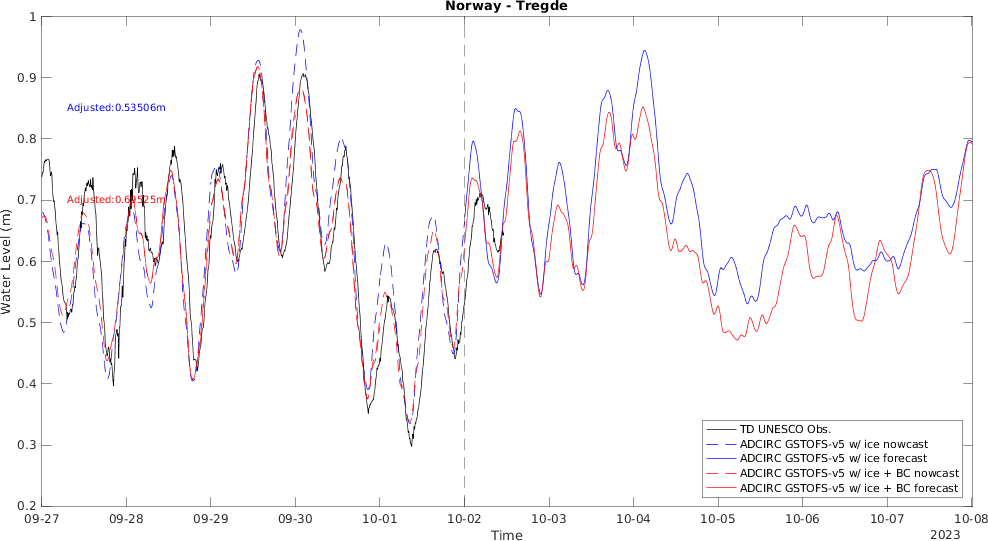 Norway - Tregde
1
0.9
0.8
0.7
0.6
0.5
0.4
0.3
0.2
Water Level (m)
Adjusted:0.53506m
Adjusted:0.69525m
TD UNESCO Obs.
ADCIRC GSTOFS-v5 w/ ice nowcast
ADCIRC GSTOFS-v5 w/ ice forecast
ADCIRC GSTOFS-v5 w/ ice + BC nowcast
ADCIRC GSTOFS-v5 w/ ice + BC forecast
09-27 09-28 09-29 09-30 10-01 10-02 10-03 10-04 10-05 10-06 10-07 10-08
Time
2023